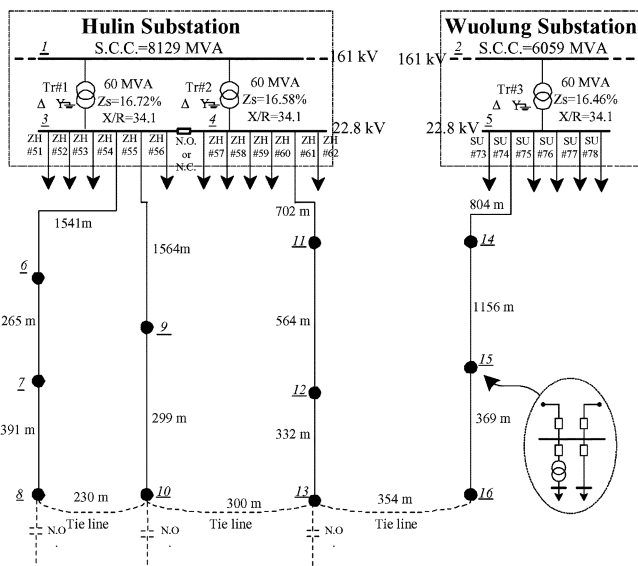 Hulin Substation
Wuolung Substation
1 S.C.C.=8129 MVA 161 kV
161 kV 2 S.C.C.=6059 MVA
Tr#1 60 MVA Tr#2 60 MVA Tr#3 60 MVA
Δ Y Zs=16.72% Δ Y Zs=16.58% Δ Y Zs=16.46%
3 X/R=34.1 4 X/R=34.1 5 X/R=34.1
22.8 kV 22.8 kV
ZH ZH ZH ZH ZH ZH N.O. ZH ZH ZH ZH ZH ZH SU SU SU SU SU SU
#51 #52 #53 #54 #55 #56 or #57 #58 #59 #60 #61 #62 #73 #74 #75 #76 #77 #78
N.C.
1541m 702 m 804 m
1564m 11 14
6
265 m 9 564 m 1156 m
7 12 15
391 m 299 m 332 m 369 m
8 230 m 10 300 m 13 354 m 16
Tie line Tie line Tie line
N.O N.O N.O